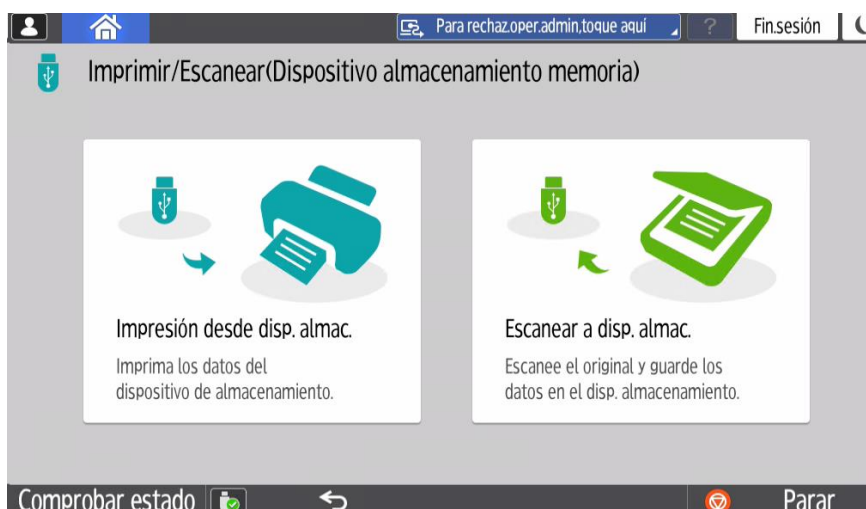 Para rechaz.oper.admin,toque aquí
?
Fin.sesión
Imprimir/Escanear(Dispositivo almacenamiento memoria)
Impresión desde disp. almac.
Imprima los datos del
dispositivo de almacenamiento.
Escanear a disp. almac.
Escanee el original y guarde los
datos en el disp. almacenamiento.
Comprobar estado
Parar